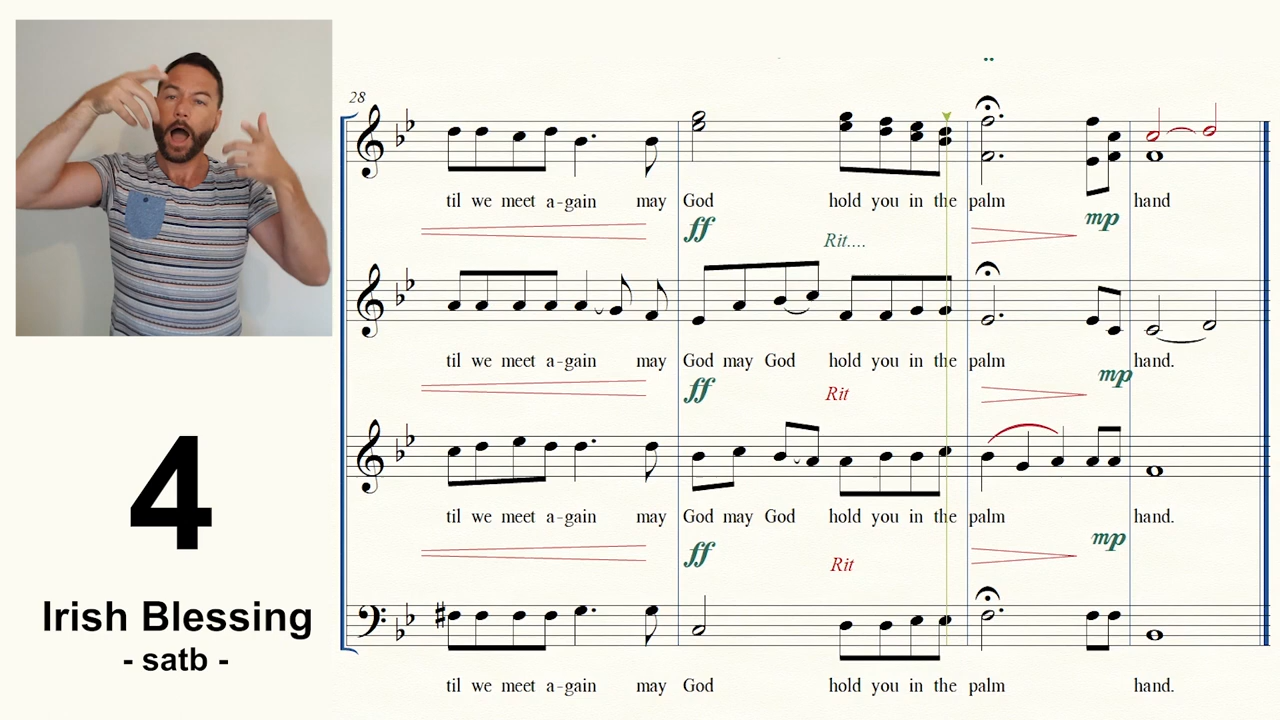 28
til we meet a-gain may God hold you in the palm hand
ff Rit.... mp
til we meet a-gain may God may God hold you in the palm hand.
ff Rit mp
til we meet a-gain may God may God hold you in the palm hand.
ff Rit mp
til we meet a-gain may God hold you in the palm hand.
4
Irish Blessing
- satb -